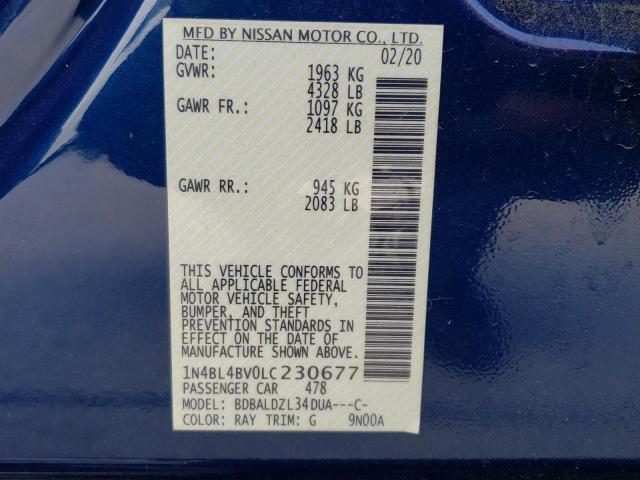 MFD BY NISSAN MOTOR CO., LTD.
DATE: 02/20
GVWR: 1963 KG
4328 LB
GAWR FR.: 1097 KG
2418 LB
GAWR RR.: 945 KG
2083 LB
THIS VEHICLE CONFORMS TO
ALL APPLICABLE FEDERAL
MOTOR VEHICLE SAFETY,
BUMPER, AND THEFT
PREVENTION STANDARDS IN
EFFECT ON THE DATE OF
MANUFACTURE SHOWN ABOVE.
1N4BL4BV0LC230677
PASSENGER CAR 478
MODEL: BDBALDZL34DUA---C-
COLOR: RAY TRIM: G 9N00A